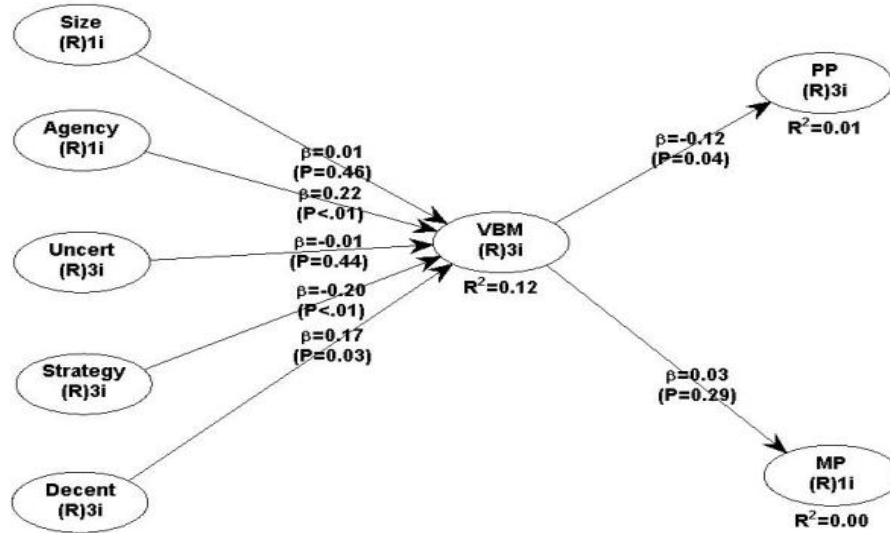 Size
(R)1i
Agency
(R)1i
Uncert
(R)3i
Strategy
(R)3i
Decent
(R)3i
β=0.01
(P=0.46)
β=0.22
(P<.01)
β=-0.01
(P=0.44)
β=-0.20
(P<.01)
β=0.17
(P=0.03)
VBM
(R)3i
R²=0.12
β=-0.12
(P=0.04)
β=0.03
(P=0.29)
PP
(R)3i
R²=0.01
MP
(R)1i
R²=0.00